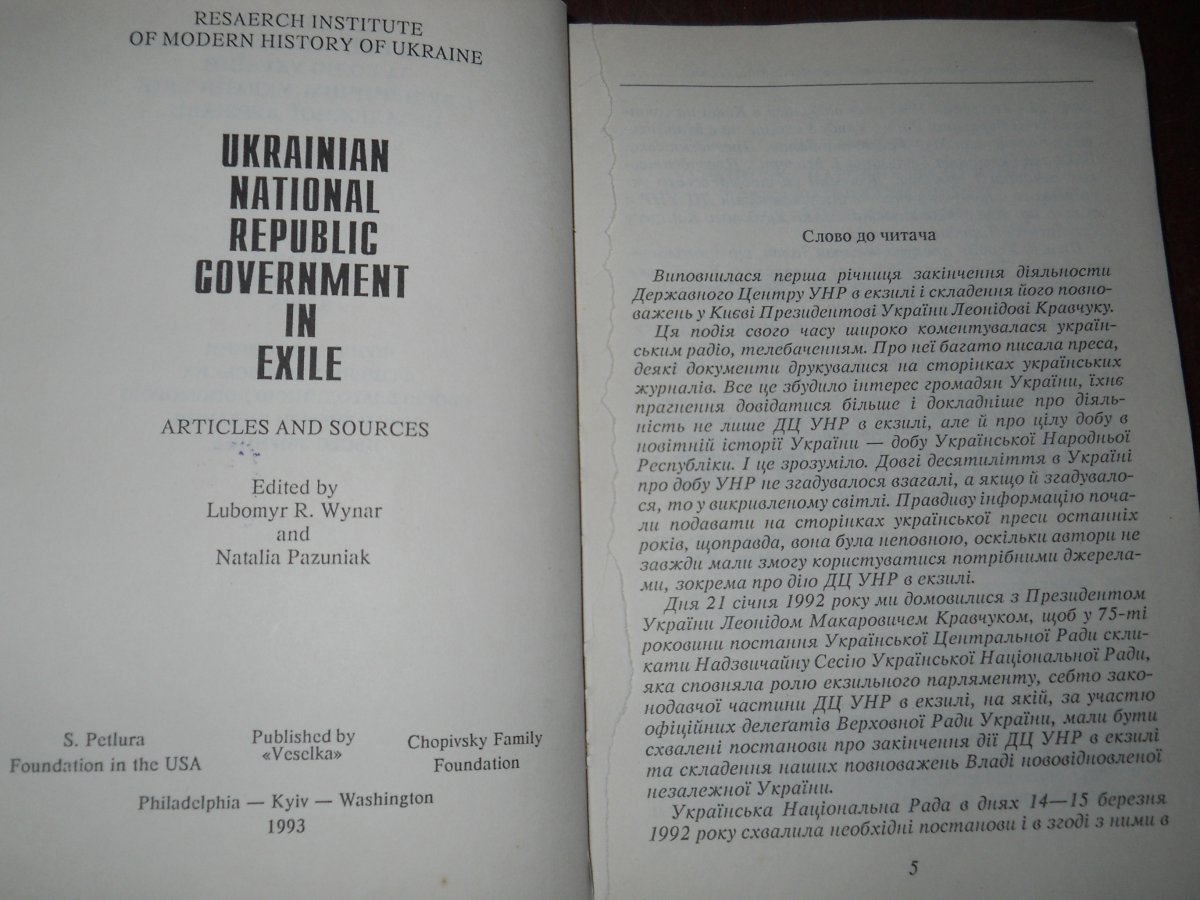 RESAERCH INSTITUTE
OF MODERN HISTORY OF UKRAINE
UKRAINIAN
NATIONAL
REPUBLIC
GOVERNMENT
IN
EXILE
ARTICLES AND SOURCES
Edited by
Lubomyr R. Wynar
and
Natalia Pazuniak
S. Petlura
Foundation in the USA
Published by
«Veselka»
Chopivsky Family
Foundation
Philadelphia — Kyiv — Washington
1993
Слово до читача
Виповнилася перша річниця закінчення діяльности
Державного Центру УНР в екзилі і складення його повно-
важень у Києві Президентові України Леонідові Кравчуку.
Ця подія свого часу широко коментувалася україн-
ським радіо, телебаченням. Про неї багато писала преса,
деякі документи друкувалися на сторінках українських
журналів. Все це збудило інтерес громадян України, їхнє
прагнення довідатися більше і докладніше про діяль-
ність не лише ДЦ УНР в екзилі, але й про цілу добу в
новітній історії України — добу Української Народньої
Республіки. І це зрозуміло. Довгі десятиліття в Україні
про добу УНР не згадувалося взагалі, а якщо й згадувало-
ся, то у викривленому світлі. Правдиву інформацію поча-
ли подавати на сторінках української преси останніх
років, щоправда, вона була неповною, оскільки автори не
завжди мали змогу користуватися потрібними джерела-
ми, зокрема про дію ДЦ УНР в екзилі.
Дня 21 січня 1992 року ми домовилися з Президентом
України Леонідом Макаровичем Кравчуком, щоб у 75-ті
роковини постання Української Центральної Ради скли-
кати Надзвичайну Сесію Української Національної Ради,
яка сповняла ролю екзильного парляменту, себто зако-
нодавчої частини ДЦ УНР в екзилі, на якій, за участю
офіційних делеґатів Верховної Ради України, мали бути
схвалені постанови про закінчення дії ДЦ УНР в екзилі
та складення наших повноважень Владі нововідновленої
незалежної України.
Українська Національна Рада в днях 14—15 березня
1992 року схвалила необхідні постанови і в згоді з ними в
5